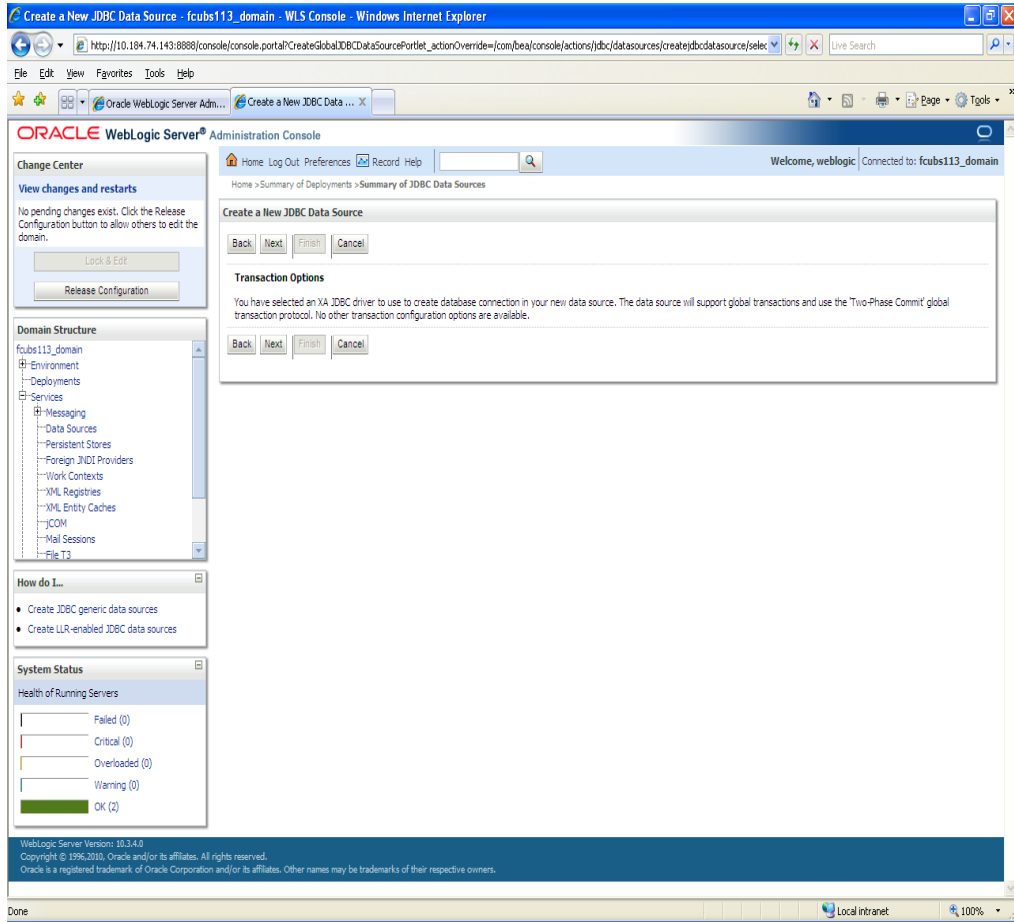 Create a New JDBC Data Source - fcubs113_domain - WLS Console - Windows Internet Explorer
http://10.184.74.143:8888/console/console.portal?CreateGlobalJDBCDataSourcePortlet_actionOverride=/com/bea/console/actions/jdbc/datasources/createjdbcdatasource/selec
Live Search
File Edit View Favorites Tools Help
Oracle WebLogic Server Adm...
Create a New JDBC Data ... X
Page
Tools
ORACLE WebLogic Server® Administration Console
Change Center
View changes and restarts
No pending changes exist. Click the Release
Configuration button to allow others to edit the
domain.
Lock & Edit
Release Configuration
Domain Structure
fcubs113_domain
Environment
Deployments
Services
Messaging
Data Sources
Persistent Stores
Foreign JNDI Providers
Work Contexts
XML Registries
XML Entity Caches
jCOM
Mail Sessions
File T3
How do I...
Create JDBC generic data sources
Create LLR-enabled JDBC data sources
System Status
Health of Running Servers
Failed (0)
Critical (0)
Overloaded (0)
Warning (0)
OK (2)
Home Log Out Preferences Record Help
Welcome, weblogic Connected to: fcubs113_domain
Home >Summary of Deployments >Summary of JDBC Data Sources
Create a New JDBC Data Source
Back Next Finish Cancel
Transaction Options
You have selected an XA JDBC driver to use to create database connection in your new data source. The data source will support global transactions and use the 'Two-Phase Commit' global
transaction protocol. No other transaction configuration options are available.
Back Next Finish Cancel
WebLogic Server Version: 10.3.4.0
Copyright © 1996,2010, Oracle and/or its affiliates. All rights reserved.
Oracle is a registered trademark of Oracle Corporation and/or its affiliates. Other names may be trademarks of their respective owners.
Done
Local intranet
100%